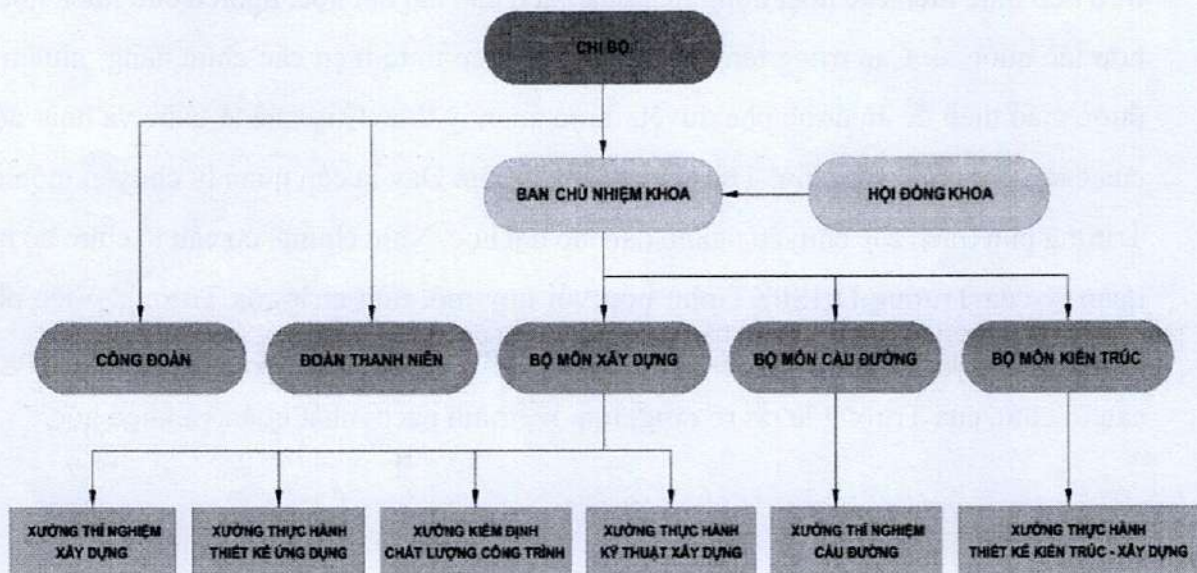 CHI BỘ
BAN CHỦ NHIỆM KHOA
HỘI ĐỒNG KHOA
CÔNG ĐOÀN
ĐOÀN THANH NIÊN
BỘ MÔN XÂY DỰNG
BỘ MÔN CẦU ĐƯỜNG
BỘ MÔN KIẾN TRÚC
XƯỞNG THÍ NGHIỆM
XÂY DỰNG
XƯỞNG THỰC HÀNH
THIẾT KẾ ỨNG DỤNG
XƯỞNG KIỂM ĐỊNH
CHẤT LƯỢNG CÔNG TRÌNH
XƯỞNG THỰC HÀNH
KỸ THUẬT XÂY DỰNG
XƯỞNG THÍ NGHIỆM
CẦU ĐƯỜNG
XƯỞNG THỰC HÀNH
THIẾT KẾ KIẾN TRÚC - XÂY DỰNG